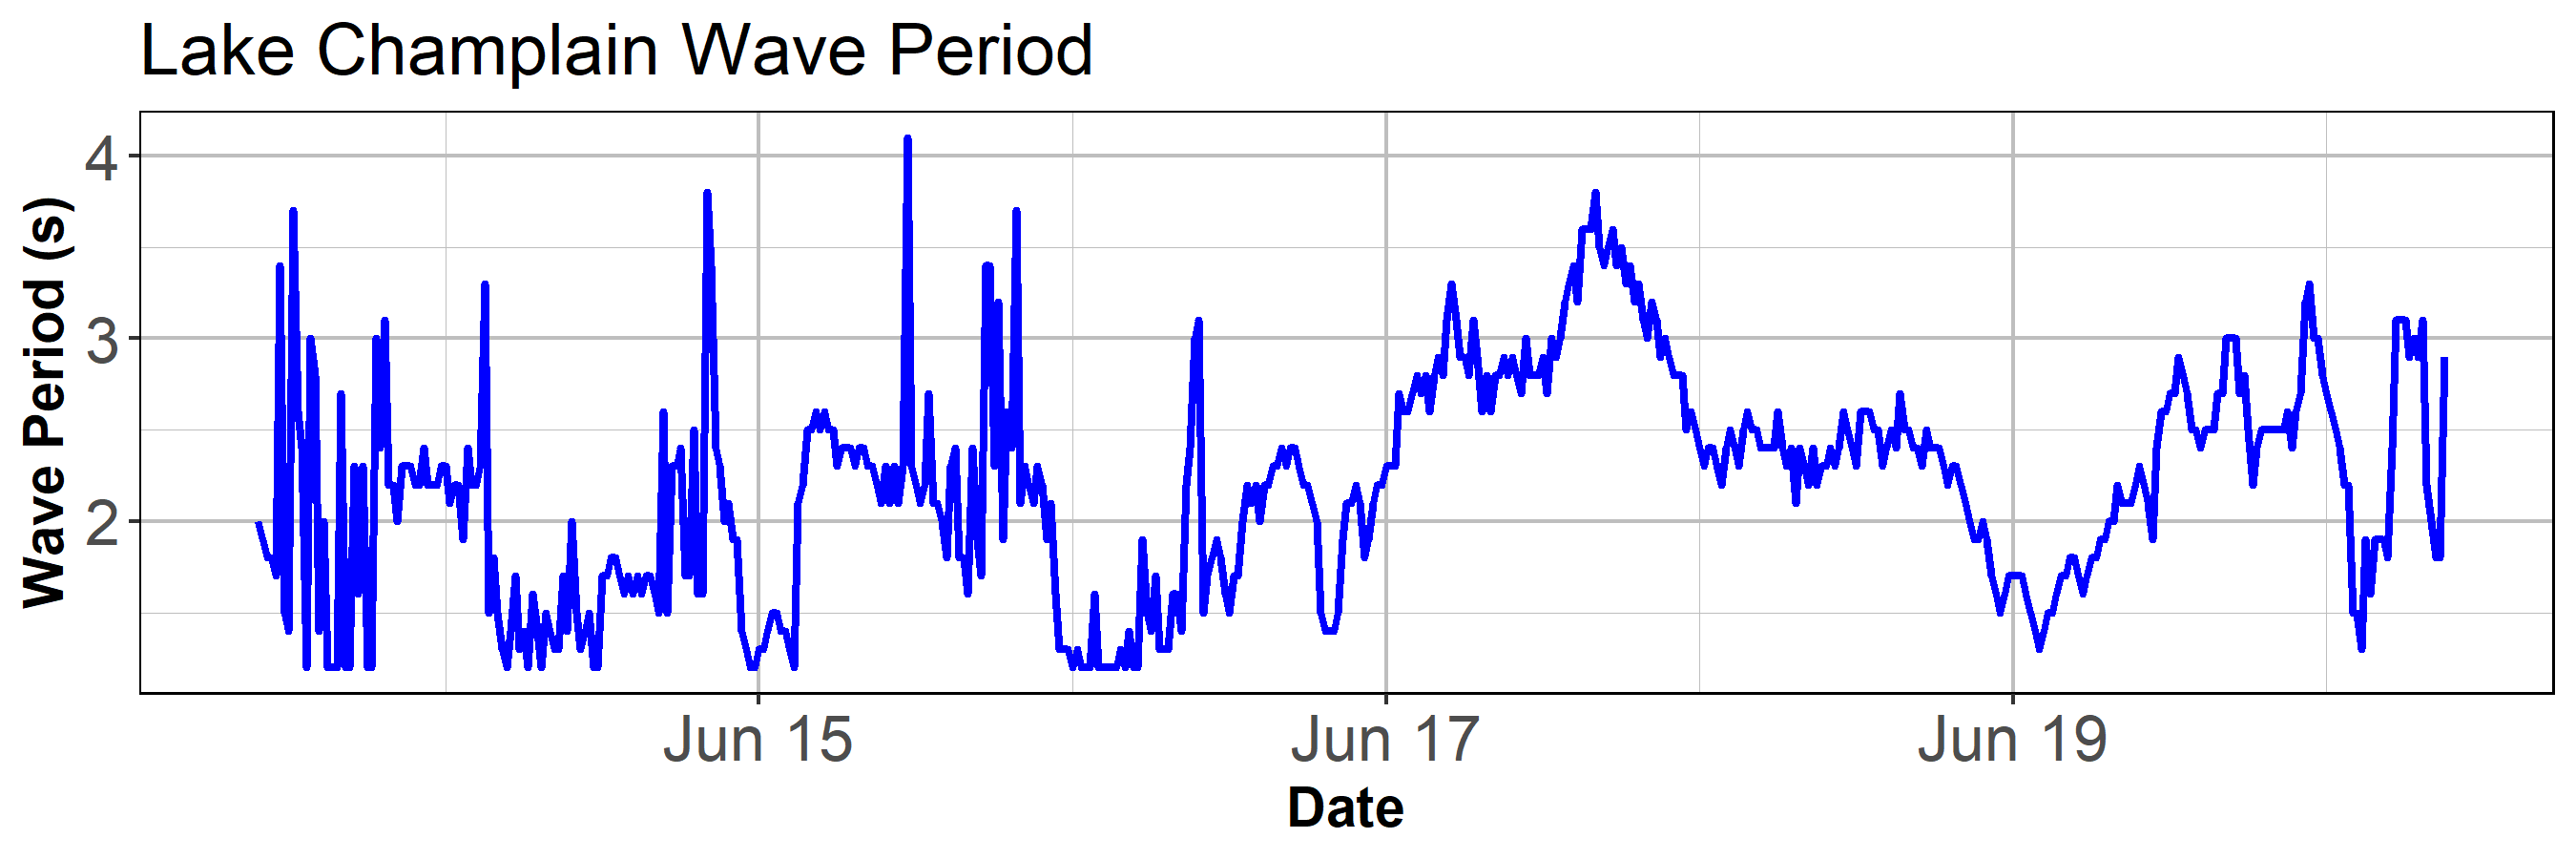 Lake Champlain Wave Period
Wave Period (s)
4
3
2
Jun 15
Jun 17
Jun 19
Date